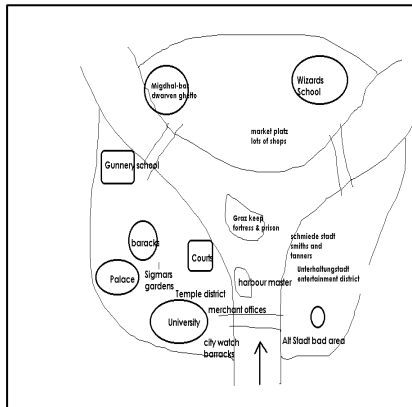 Migdhal-bar
dwarven ghetto
Wizards
School
market platz
lots of shops
Gunnery school
Graz keep
fortress & prison
schmiede stadt
smiths and
tanners
baracks
Courts
Unterhaltungstadt
entertainment district
Palace
Sigmars
gardens
harbour master
Temple district
merchant offices
University
Alt Stadt bad area
city watch
barracks